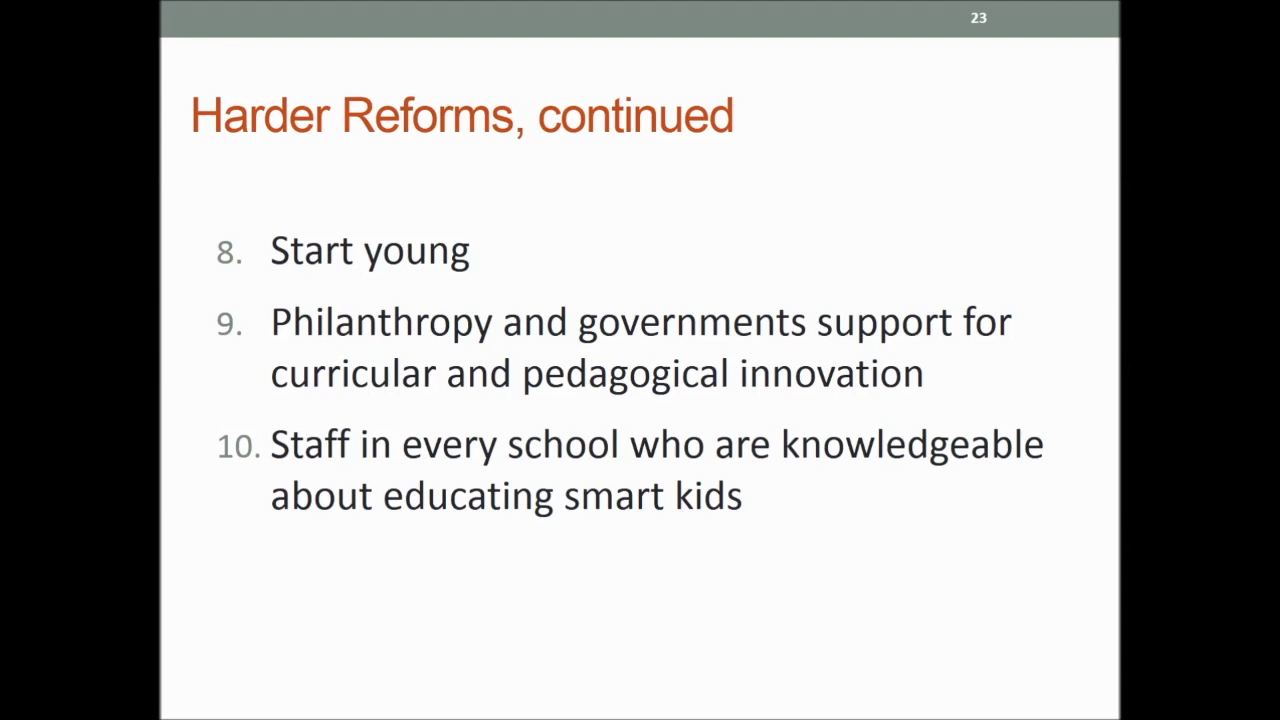 23
Harder Reforms, continued
8. Start young
9. Philanthropy and governments support for
curricular and pedagogical innovation
10. Staff in every school who are knowledgeable
about educating smart kids